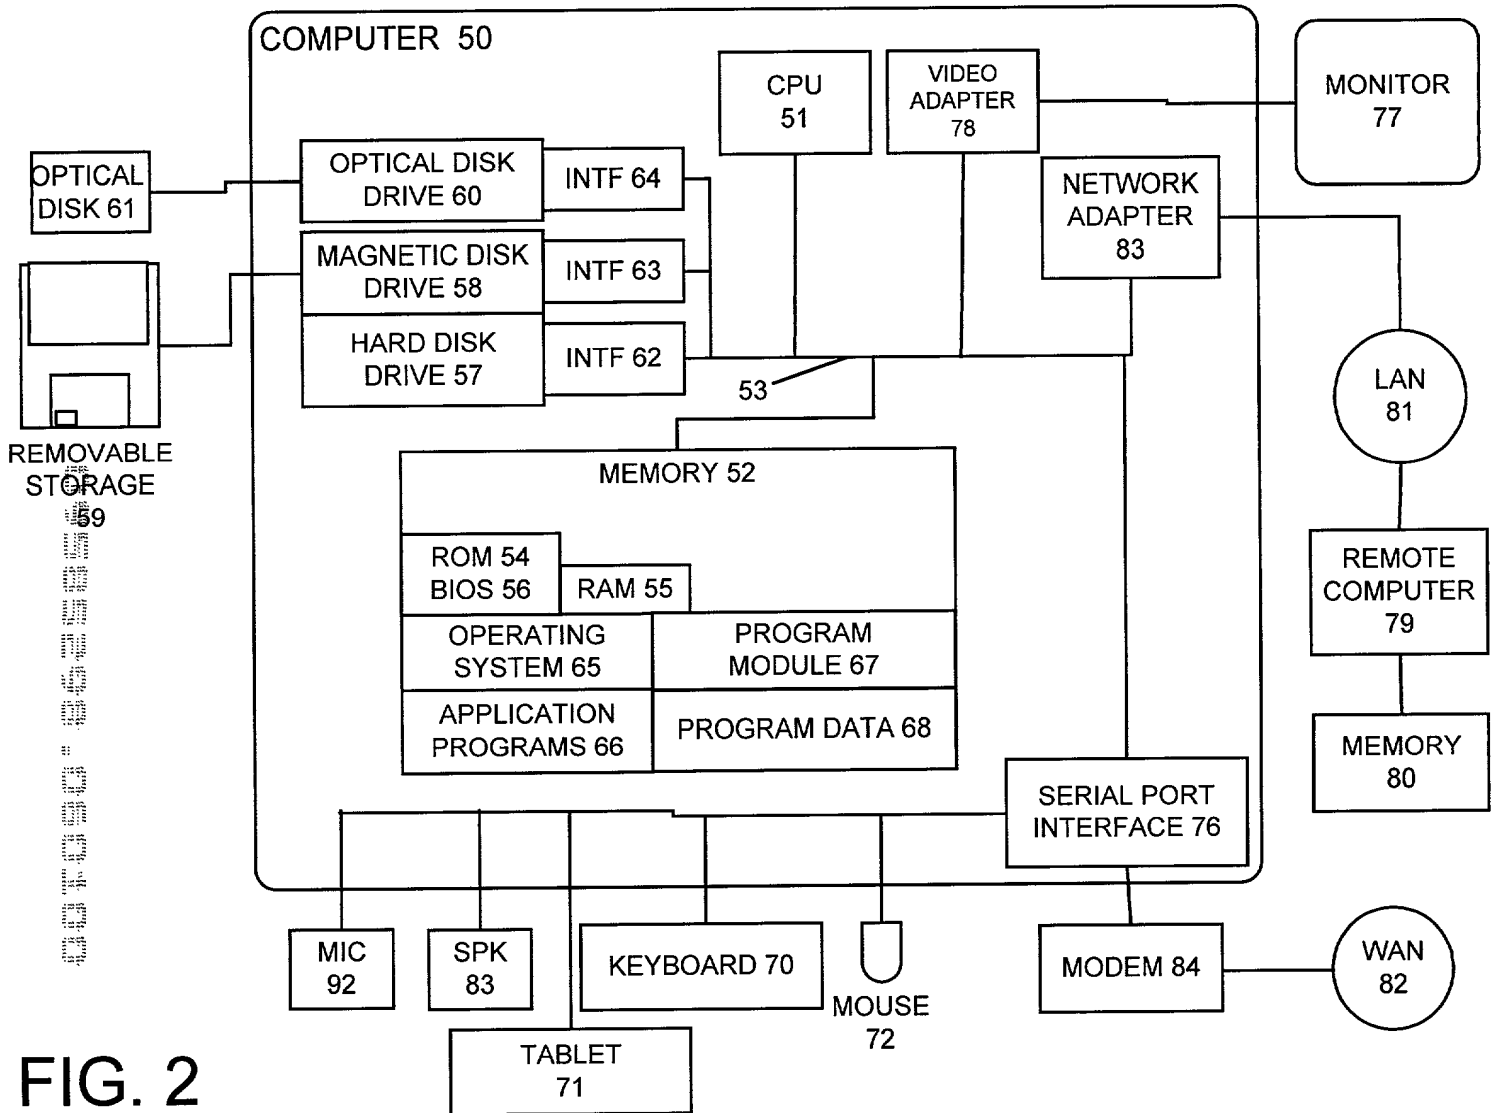 COMPUTER 50
CPU
51
VIDEO
ADAPTER
78
MONITOR
77
OPTICAL
DISK 61
OPTICAL DISK
DRIVE 60
INTF 64
NETWORK
ADAPTER
83
MAGNETIC DISK
DRIVE 58
INTF 63
HARD DISK
DRIVE 57
INTF 62
53
LAN
81
REMOVABLE
STORAGE
59
MEMORY 52
ROM 54
BIOS 56
RAM 55
OPERATING
SYSTEM 65
PROGRAM
MODULE 67
APPLICATION
PROGRAMS 66
PROGRAM DATA 68
REMOTE
COMPUTER
79
MEMORY
80
SERIAL PORT
INTERFACE 76
MIC
92
SPK
83
KEYBOARD 70
MOUSE
72
MODEM 84
WAN
82
TABLET
71
FIG. 2